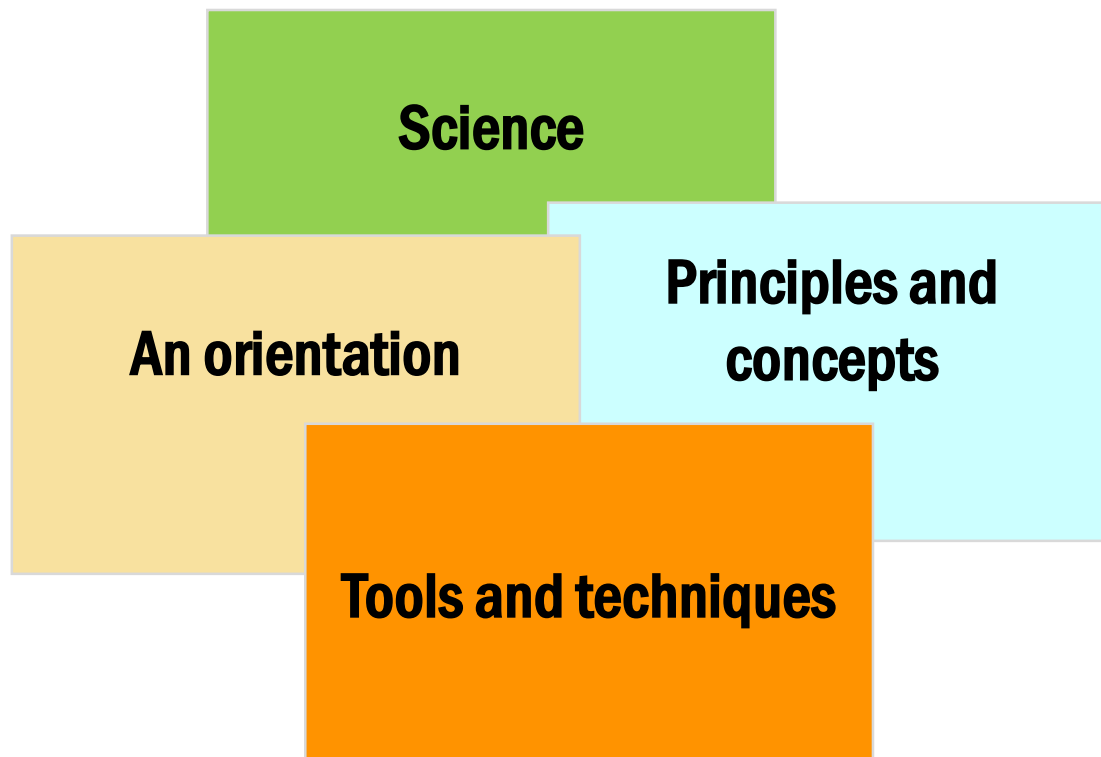 Science
Principles and
concepts
An orientation
Tools and techniques